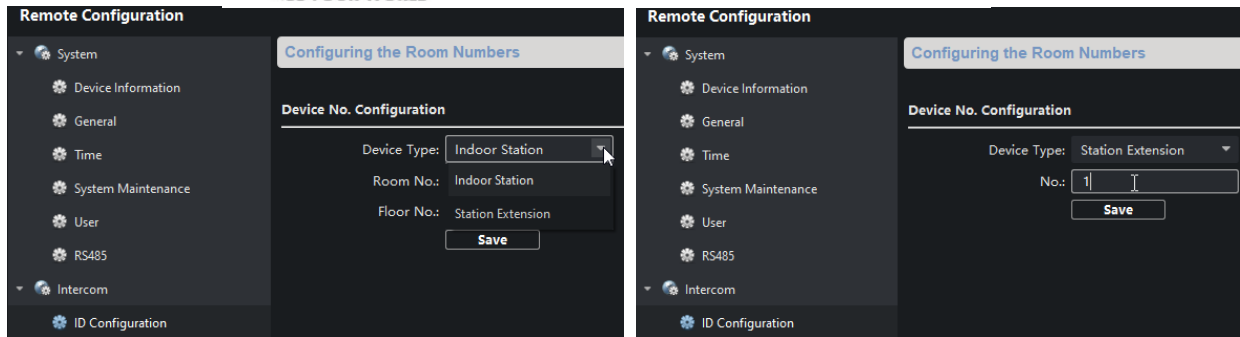 Remote Configuration
System
Device Information
General
Time
System Maintenance
User
RS485
Intercom
ID Configuration
Configuring the Room Numbers
Device No. Configuration
Device Type: Indoor Station
Room No.: Indoor Station
Floor No.: Station Extension
Save
Remote Configuration
System
Device Information
General
Time
System Maintenance
User
RS485
Intercom
ID Configuration
Configuring the Room Numbers
Device No. Configuration
Device Type: Station Extension
No.: 1
Save